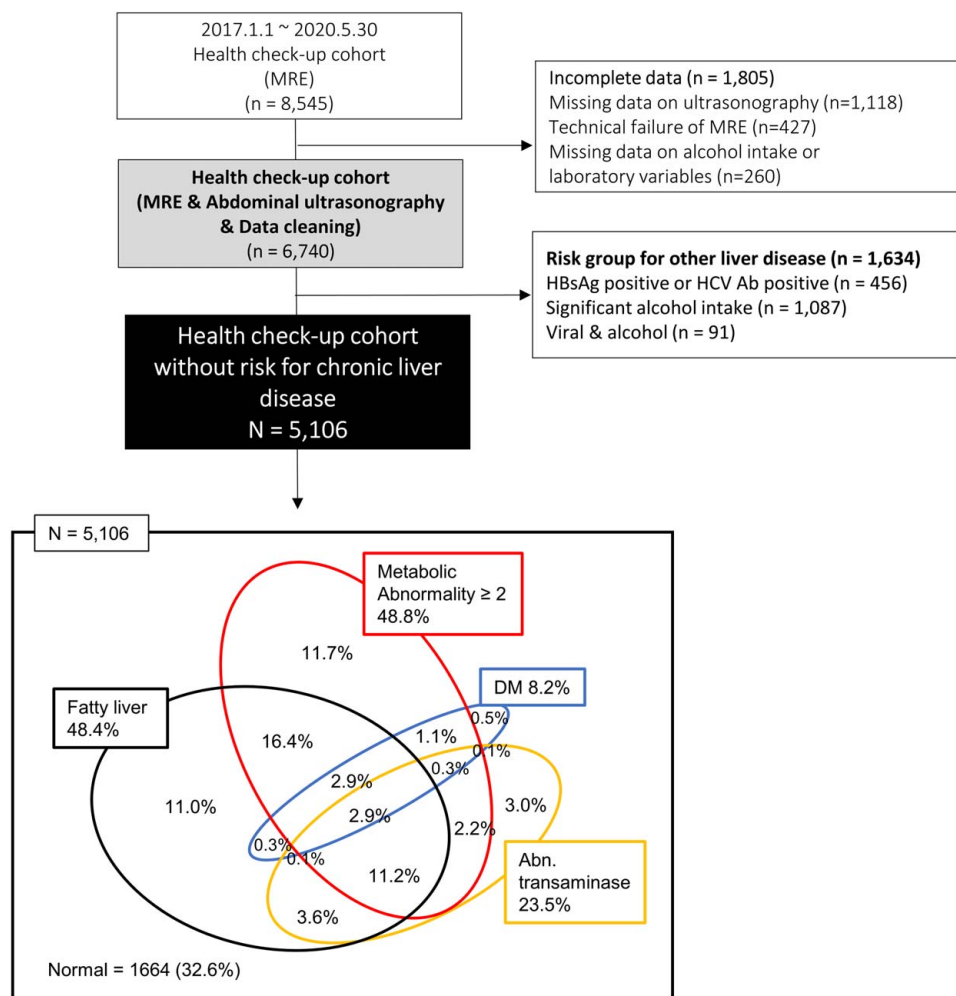 2017.1.1 ~ 2020.5.30
Health check-up cohort
(MRE)
(n = 8,545)
Incomplete data (n = 1,805)
Missing data on ultrasonography (n=1,118)
Technical failure of MRE (n=427)
Missing data on alcohol intake or
laboratory variables (n=260)
Health check-up cohort
(MRE & Abdominal ultrasonography
& Data cleaning)
(n = 6,740)
Risk group for other liver disease (n = 1,634)
HBsAg positive or HCV Ab positive (n = 456)
Significant alcohol intake (n = 1,087)
Viral & alcohol (n = 91)
Health check-up cohort
without risk for chronic liver
disease
N = 5,106
N = 5,106
Metabolic
Abnormality ≥ 2
48.8%
11.7%
DM 8.2%
Fatty liver
48.4%
0.5%
1.1%
16.4%
0.1%
0.3%
2.9%
11.0%
3.0%
2.9%
2.2%
0.3%
0.1%
11.2%
Abn.
transaminase
23.5%
3.6%
Normal = 1664 (32.6%)